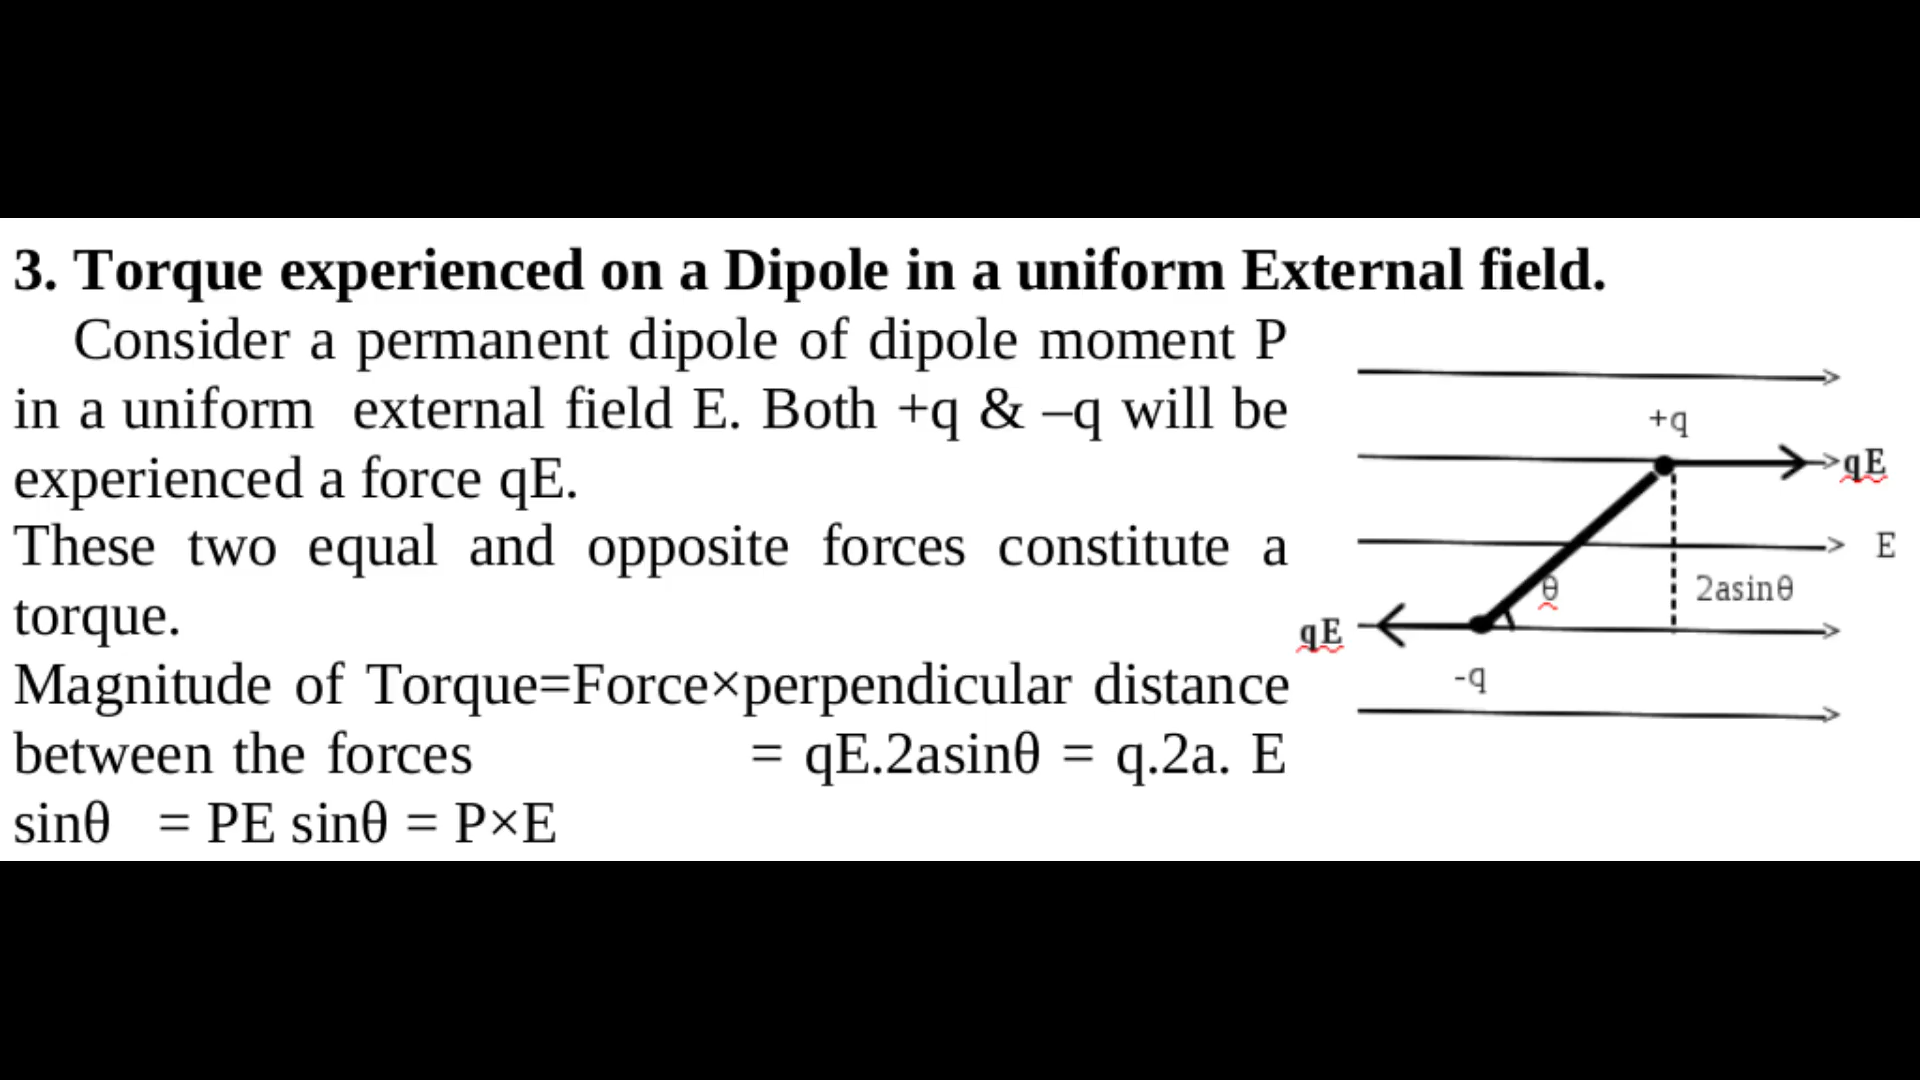 3. Torque experienced on a Dipole in a uniform External field.
Consider a permanent dipole of dipole moment P
in a uniform external field E. Both +q & –q will be
experienced a force qE.
These two equal and opposite forces constitute a
torque.
Magnitude of Torque=Force×perpendicular distance
between the forces = qE.2asinθ = q.2a. E
sinθ = PE sinθ = P×E
+q
qE
E
θ
2asinθ
qE
-q